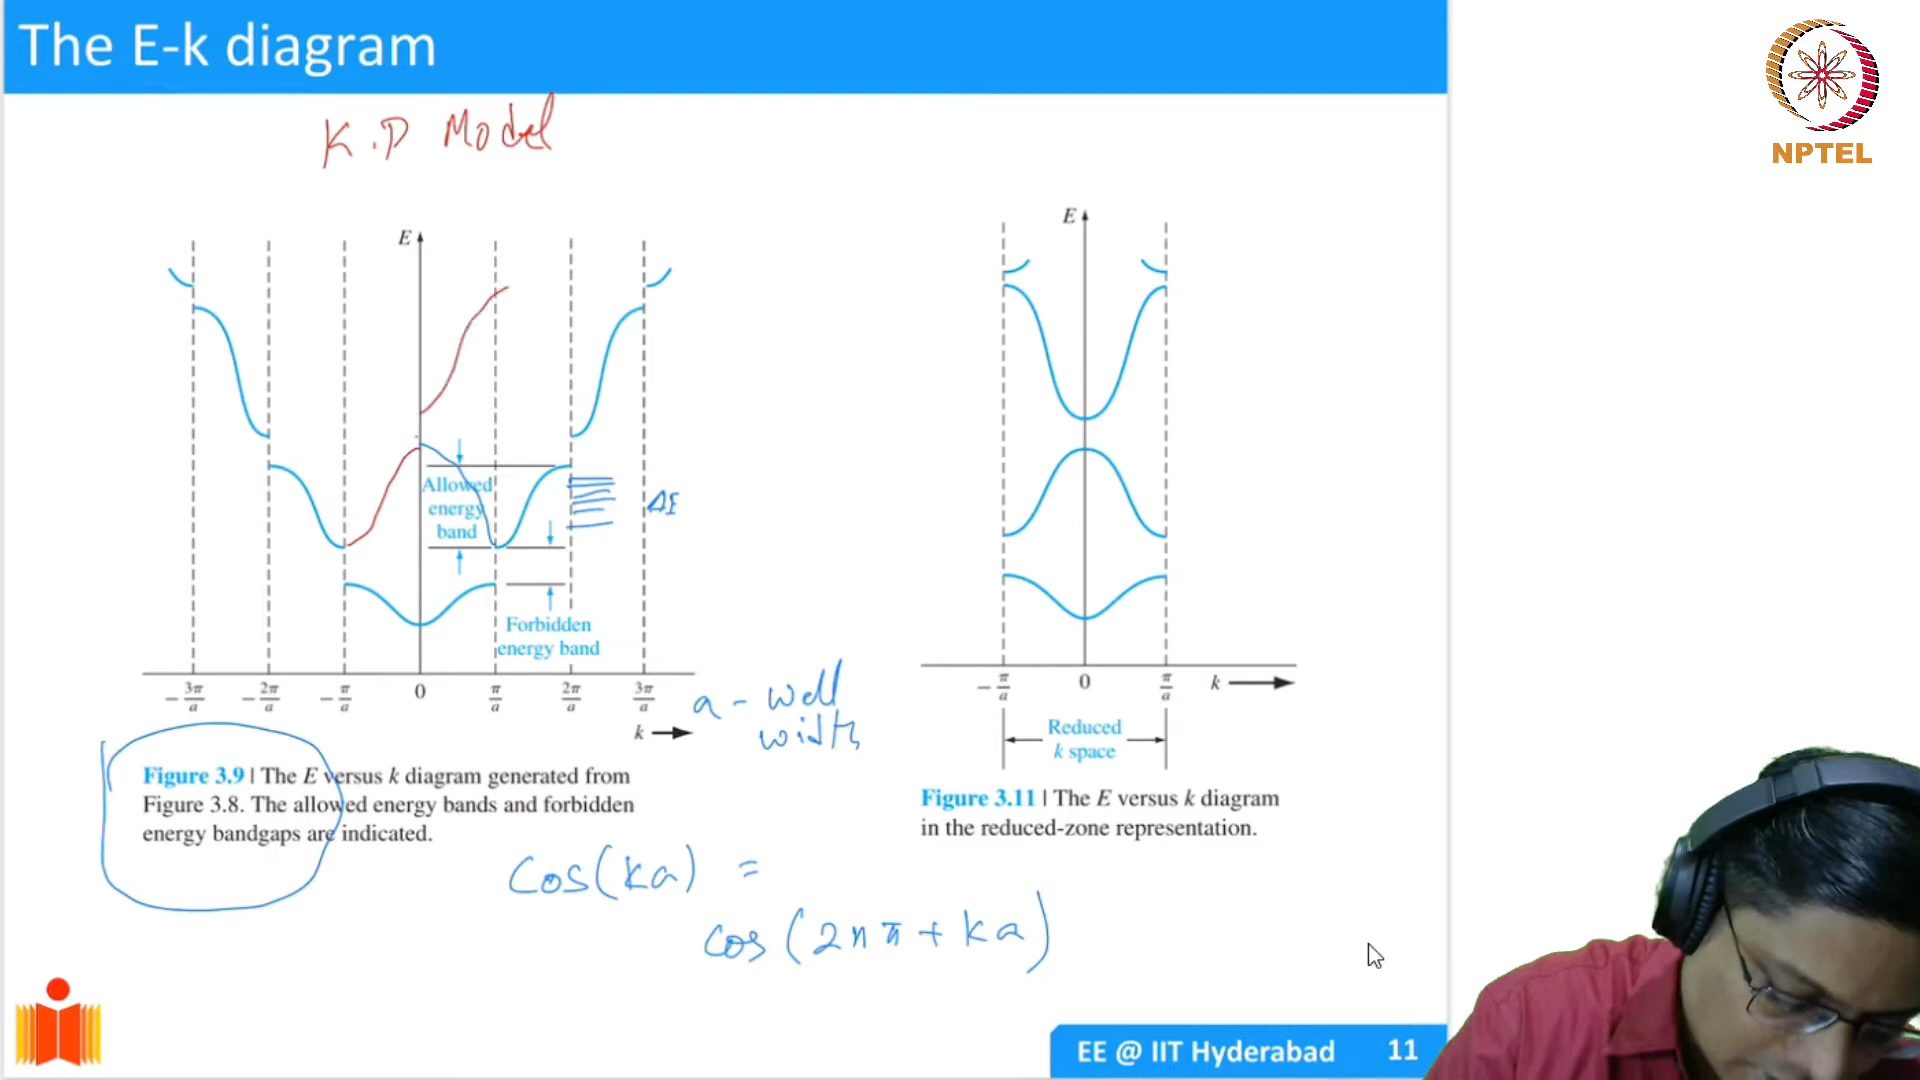 The E-k diagram
NPTEL
K.P Model
E
Allowed
energy
band
ΔE
Forbidden
energy band
−3π/a −2π/a −π/a 0 π/a 2π/a 3π/a
k
a - well
width
Figure 3.9 | The E versus k diagram generated from
Figure 3.8. The allowed energy bands and forbidden
energy bandgaps are indicated.
E
−π/a 0 π/a k
Reduced
k space
Figure 3.11 | The E versus k diagram
in the reduced-zone representation.
Cos(ka) =
cos(2nπ + ka)
EE @ IIT Hyderabad 11